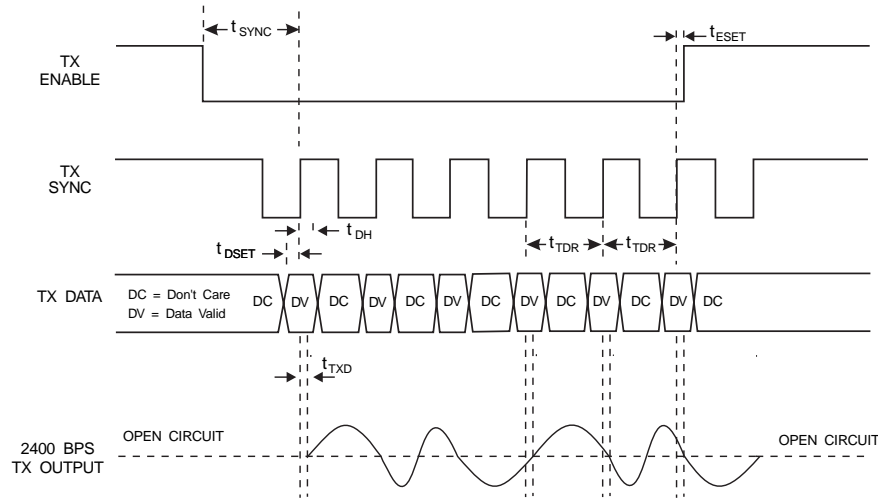 t SYNC
t ESET
TX
ENABLE
TX
SYNC
t DH
t DSET
t TDR
t TDR
TX DATA
DC = Don't Care
DV = Data Valid
DC DV DC DV DC DV DC DV DC DV DC DV DC
t TXD
OPEN CIRCUIT
OPEN CIRCUIT
2400 BPS
TX OUTPUT